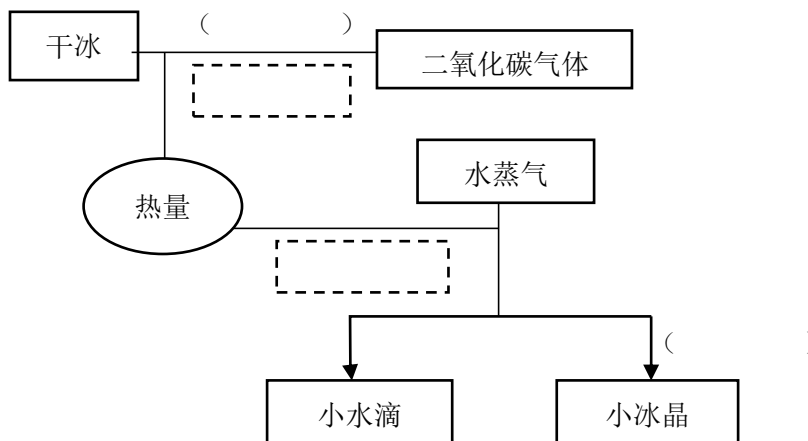 （ ）
干冰
二氧化碳气体
水蒸气
热量
（ ）
小水滴
小冰晶